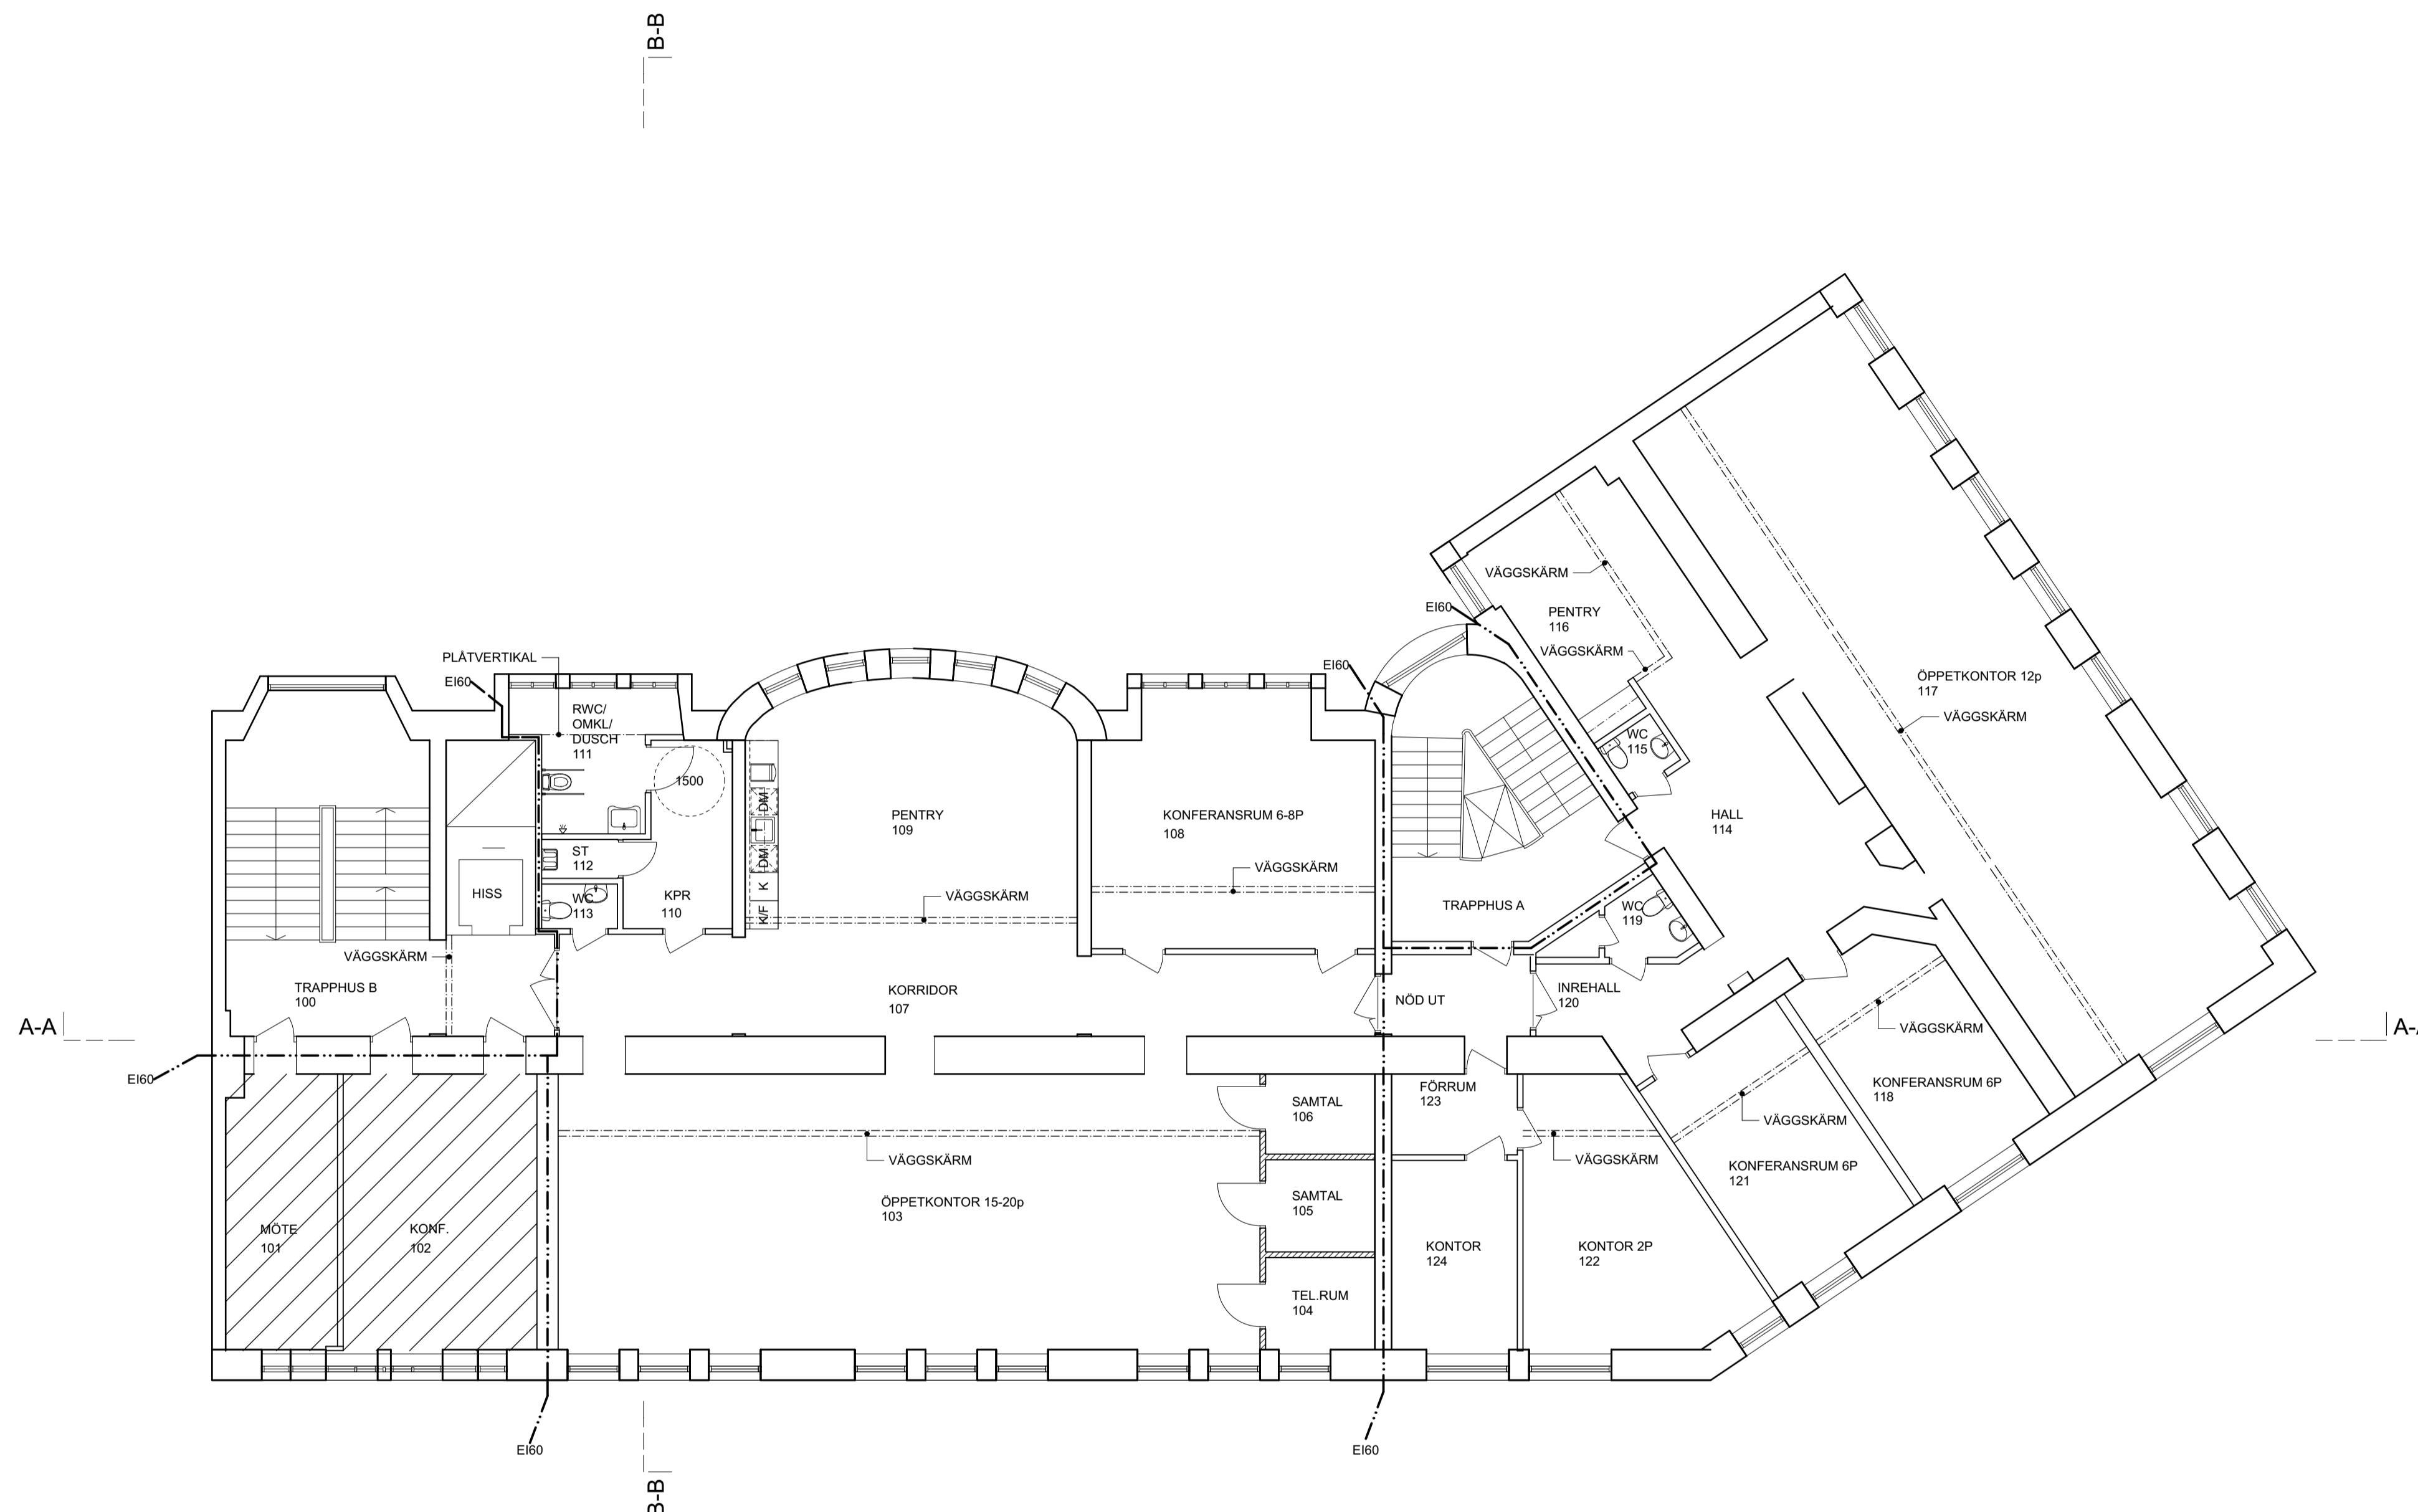 B-B
VÄGGSKÄRM
EI60
PENTRY
116
VÄGGSKÄRM
EI60
PLÅTVERTIKAL
EI60
ÖPPETKONTOR 12p
117
VÄGGSKÄRM
RWC/
OMKL/
DUSCH
111
WC
115
1500
DM
PENTRY
109
KONFERANSRUM 6-8P
108
HALL
114
ST
112
DM
VÄGGSKÄRM
HISS
K
K/F
WC
113
KPR
110
VÄGGSKÄRM
TRAPPHUS A
WC
119
VÄGGSKÄRM
TRAPPHUS B
100
KORRIDOR
107
NÖD UT
INREHALL
120
A-A
A-A
VÄGGSKÄRM
EI60
FÖRRUM
123
KONFERANSRUM 6P
118
SAMTAL
106
VÄGGSKÄRM
VÄGGSKÄRM
VÄGGSKÄRM
KONFERANSRUM 6P
121
ÖPPETKONTOR 15-20p
103
SAMTAL
105
MÖTE
101
KONF.
102
KONTOR
124
KONTOR 2P
122
TEL.RUM
104
EI60
EI60
B-B